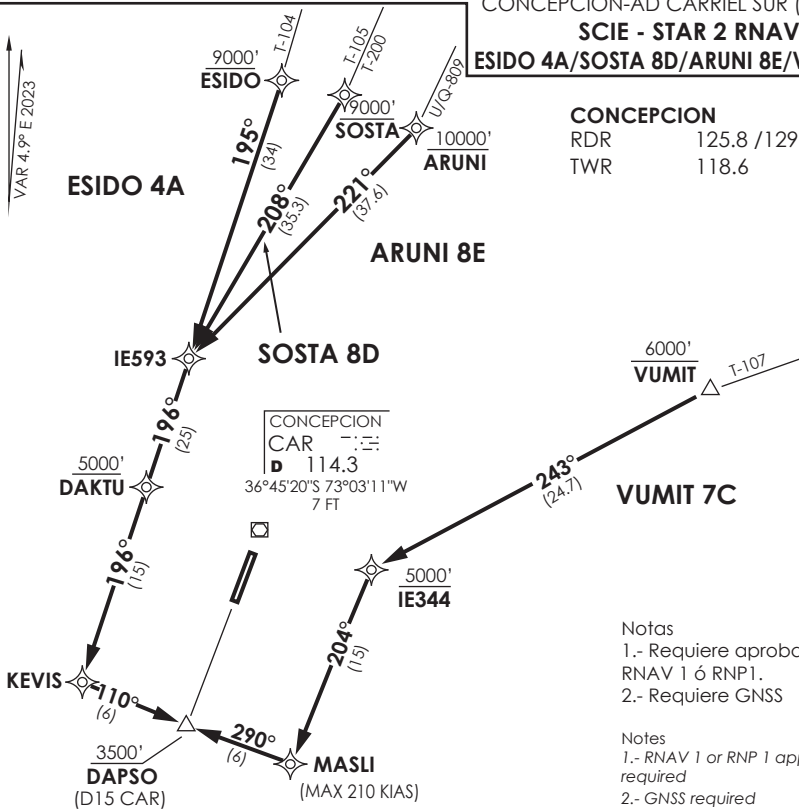 CONCEPCION-AD CARRIEL SUR (
SCIE - STAR 2 RNAV
ESIDO 4A/SOSTA 8D/ARUNI 8E/V
VAR 4.9° E 2023
9000'
ESIDO
T-104
T-105
T-200
9000'
SOSTA
U/Q-809
10000'
ARUNI
CONCEPCION
RDR 125.8 /129
TWR 118.6
195°
(34)
208°
(35.3)
221°
(37.6)
ESIDO 4A
ARUNI 8E
SOSTA 8D
IE593
6000'
VUMIT
T-107
196°
(25)
CONCEPCION
CAR
D 114.3
36°45'20"S 73°03'11"W
7 FT
5000'
DAKTU
243°
(24.7)
VUMIT 7C
196°
(15)
5000'
IE344
204°
(15)
KEVIS
110°
(6)
290°
(6)
3500'
DAPSO
(D15 CAR)
MASLI
(MAX 210 KIAS)
Notas
1.- Requiere aproba
RNAV 1 ó RNP1.
2.- Requiere GNSS
Notes
1.- RNAV 1 or RNP 1 app
required
2.- GNSS required